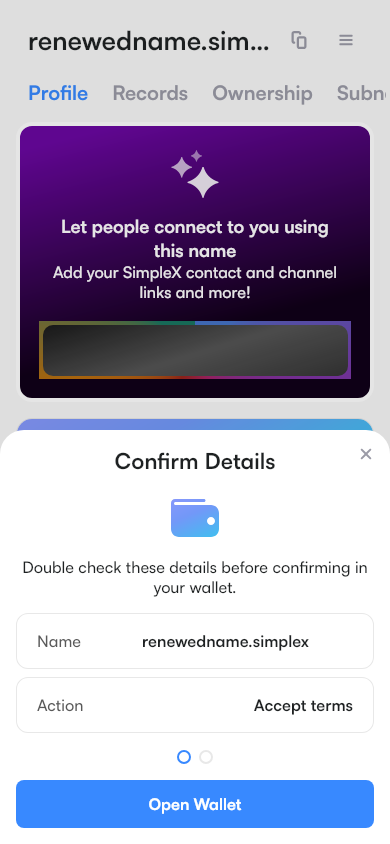 renewedname.sim...
Profile
Records
Ownership
Subn
Let people connect to you using
this name
Add your SimpleX contact and channel
links and more!
Confirm Details
Double check these details before confirming in
your wallet.
Name
renewedname.simplex
Action
Accept terms
Open Wallet